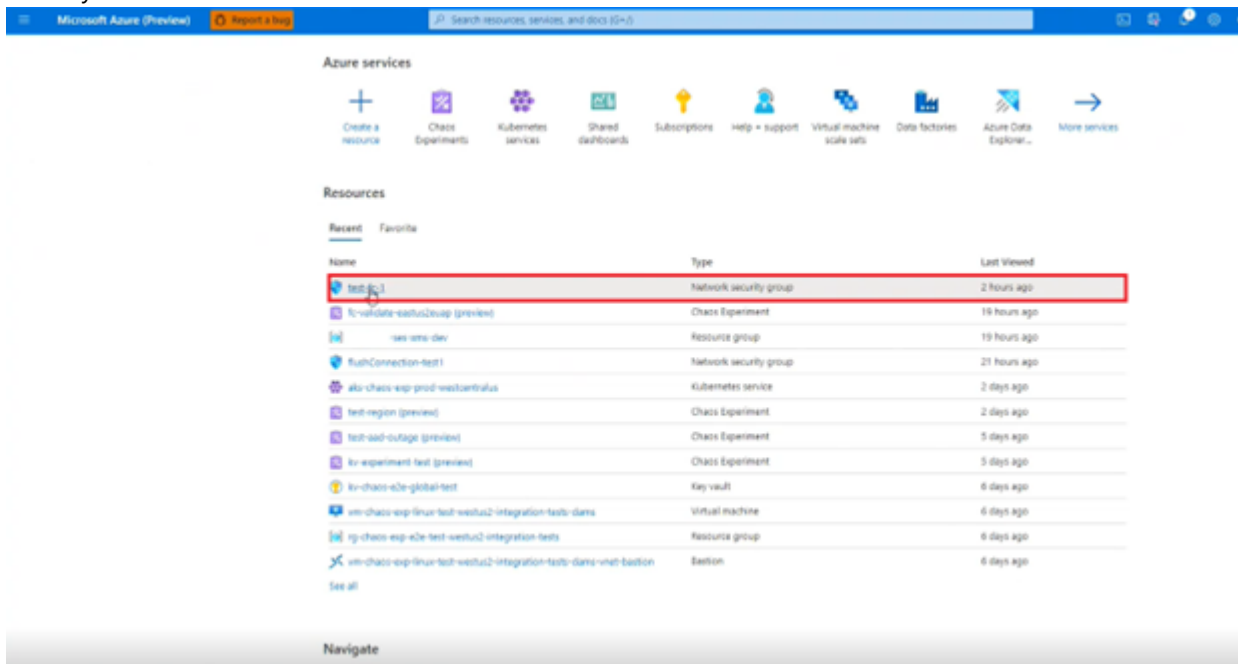 Microsoft Azure (Preview) Report a bug Search resources, services, and docs (G+/)
Azure services
Create a resource
Chaos Experiments
Kubernetes services
Shared dashboards
Subscriptions
Help + support
Virtual machine scale sets
Data factories
Azure Data Explorer...
More services
Resources
Recent Favorite
Name Type Last Viewed
Network security group 2 hours ago
fc-validate-eastus2euap (preview) Chaos Experiment 19 hours ago
-ses-sms-dev Resource group 19 hours ago
flushConnection-test1 Network security group 21 hours ago
aks-chaos-exp-prod-westcentralus Kubernetes service 2 days ago
test-region (preview) Chaos Experiment 2 days ago
test-aad-outage (preview) Chaos Experiment 5 days ago
kv-experiment-test (preview) Chaos Experiment 5 days ago
kv-chaos-e2e-global-test Key vault 6 days ago
vm-chaos-exp-linux-test-westus2-integration-tests-dams Virtual machine 6 days ago
rg-chaos-exp-e2e-test-westus2-integration-tests Resource group 6 days ago
vm-chaos-exp-linux-test-westus2-integration-tests-dams-vnet-bastion Bastion 6 days ago
See all
Navigate